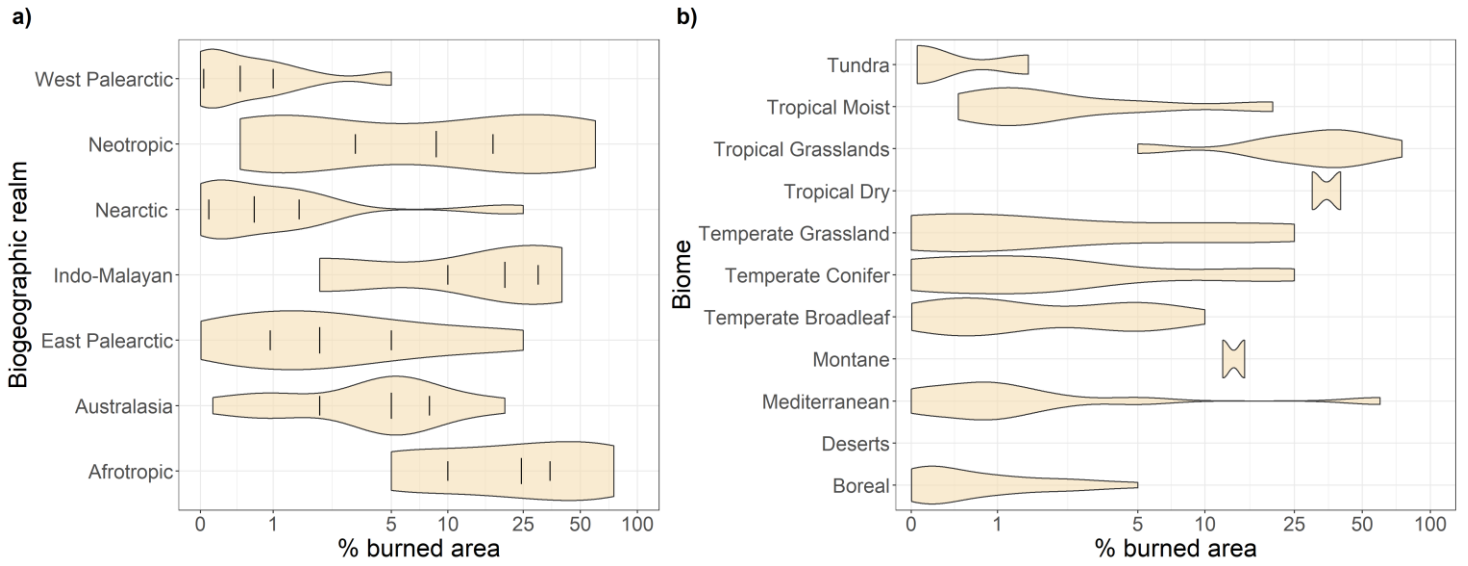 a)
Biogeographic realm
West Palearctic
Neotropic
Nearctic
Indo-Malayan
East Palearctic
Australasia
Afrotropic
0 1 5 10 25 50 100
% burned area
b)
Biome
Tundra
Tropical Moist
Tropical Grasslands
Tropical Dry
Temperate Grassland
Temperate Conifer
Temperate Broadleaf
Montane
Mediterranean
Deserts
Boreal
0 1 5 10 25 50 100
% burned area